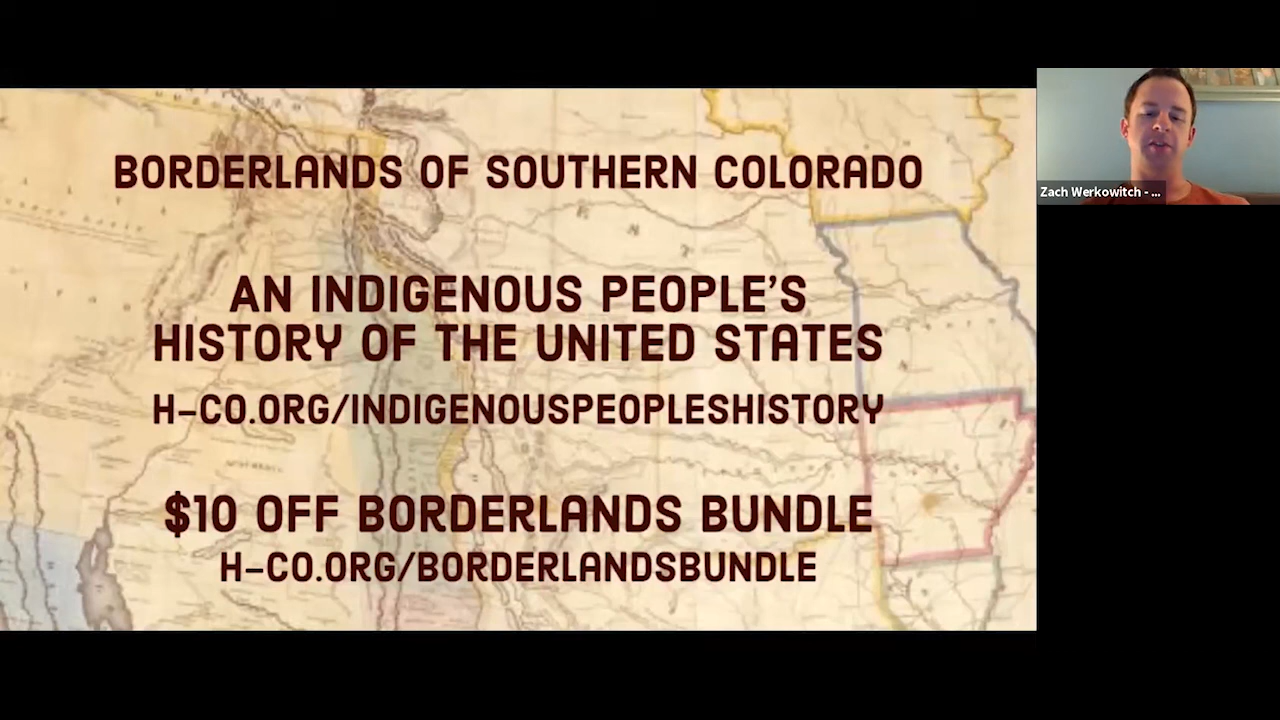 BORDERLANDS OF SOUTHERN COLORADO
AN INDIGENOUS PEOPLE'S
HISTORY OF THE UNITED STATES
H-CO.ORG/INDIGENOUSPEOPLESHISTORY
$10 OFF BORDERLANDS BUNDLE
H-CO.ORG/BORDERLANDSBUNDLE
Zach Werkowitch - ...